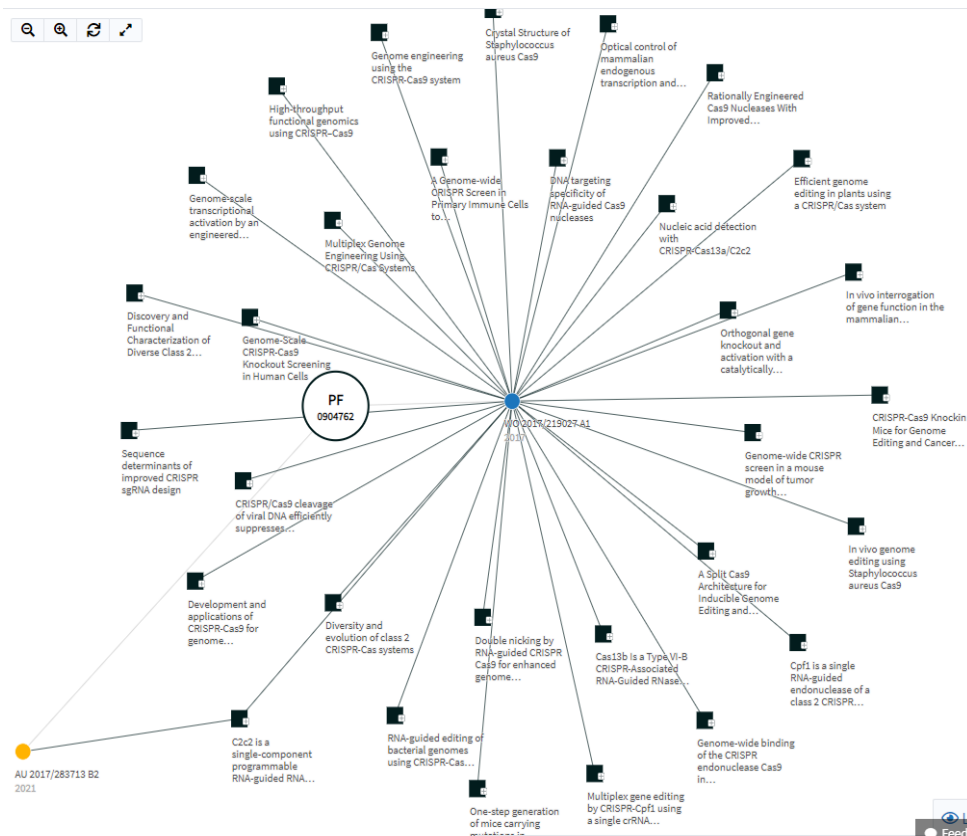 Crystal Structure of
Staphylococcus
aureus Cas9
Genome engineering
using the
CRISPR-Cas9 system
Optical control of
mammalian
endogenous
transcription and...
Rationally Engineered
Cas9 Nucleases With
Improved...
High-throughput
functional genomics
using CRISPR–Cas9
A Genome-wide
CRISPR Screen in
Primary Immune Cells
to...
DNA targeting
specificity of
RNA-guided Cas9
nucleases
Efficient genome
editing in plants using
a CRISPR/Cas system
Genome-scale
transcriptional
activation by an
engineered...
Nucleic acid detection
with
CRISPR-Cas13a/C2c2
Multiplex Genome
Engineering Using
CRISPR/Cas Systems
In vivo interrogation
of gene function in the
mammalian...
Discovery and
Functional
Characterization of
Diverse Class 2...
Genome-Scale
CRISPR-Cas9
Knockout Screening
in Human Cells
Orthogonal gene
knockout and
activation with a
catalytically...
PF
0904762
WO 2017/219027 A1
2017
CRISPR-Cas9 Knockin
Mice for Genome
Editing and Cancer...
Sequence
determinants of
improved CRISPR
sgRNA design
Genome-wide CRISPR
screen in a mouse
model of tumor
growth...
CRISPR/Cas9 cleavage
of viral DNA efficiently
suppresses...
In vivo genome
editing using
Staphylococcus
aureus Cas9
A Split Cas9
Architecture for
Inducible Genome
Editing and...
Development and
applications of
CRISPR-Cas9 for
genome...
Diversity and
evolution of class 2
CRISPR-Cas systems
Double nicking by
RNA-guided CRISPR
Cas9 for enhanced
genome...
Cas13b Is a Type VI-B
CRISPR-Associated
RNA-Guided RNase...
Cpf1 is a single
RNA-guided
endonuclease of a
class 2 CRISPR...
C2c2 is a
single-component
programmable
RNA-guided RNA...
RNA-guided editing of
bacterial genomes
using CRISPR-Cas...
Genome-wide binding
of the CRISPR
endonuclease Cas9
in...
AU 2017/283713 B2
2021
One-step generation
of mice carrying
mutations in
Multiplex gene editing
by CRISPR-Cpf1 using
a single crRNA...
Feed